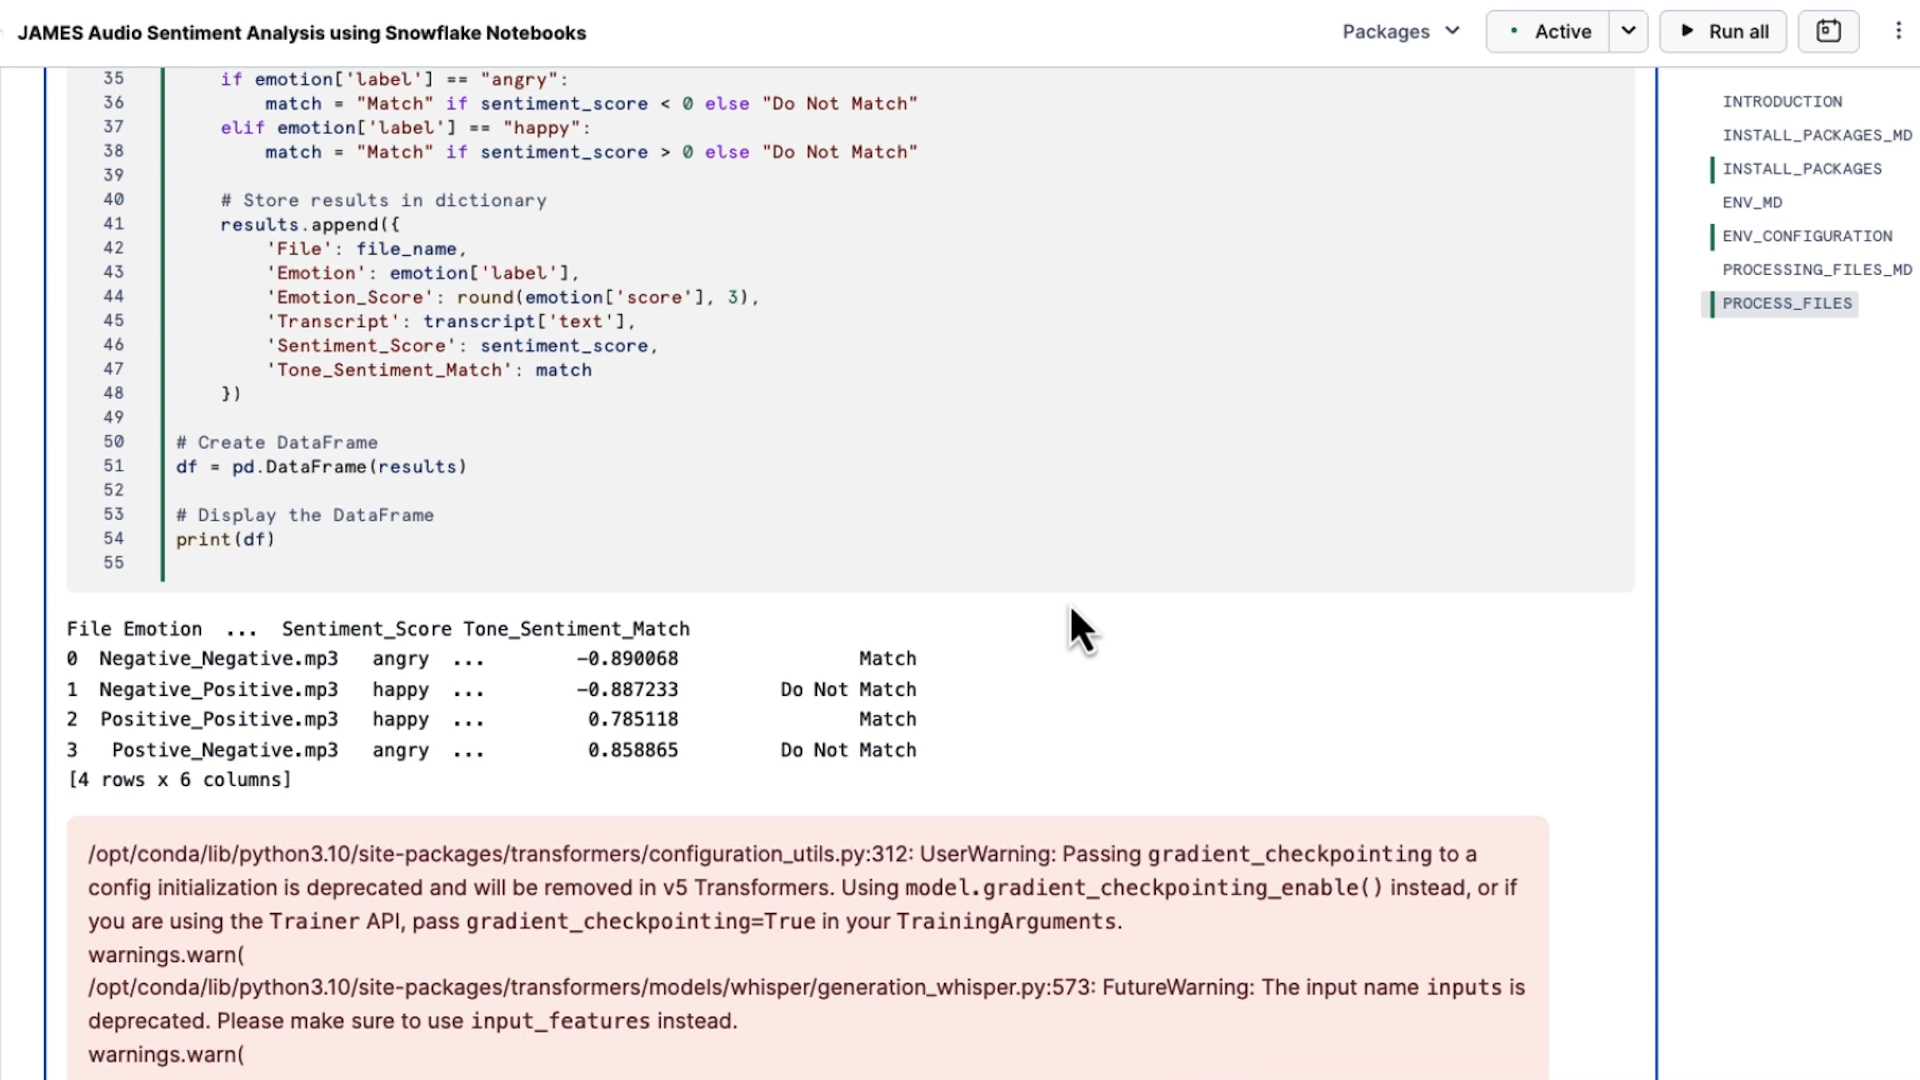 JAMES Audio Sentiment Analysis using Snowflake Notebooks
Packages
Active
Run all
35 if emotion['label'] == "angry":
36 match = "Match" if sentiment_score < 0 else "Do Not Match"
37 elif emotion['label'] == "happy":
38 match = "Match" if sentiment_score > 0 else "Do Not Match"
39
40 # Store results in dictionary
41 results.append({
42 'File': file_name,
43 'Emotion': emotion['label'],
44 'Emotion_Score': round(emotion['score'], 3),
45 'Transcript': transcript['text'],
46 'Sentiment_Score': sentiment_score,
47 'Tone_Sentiment_Match': match
48 })
49
50 # Create DataFrame
51 df = pd.DataFrame(results)
52
53 # Display the DataFrame
54 print(df)
55
File Emotion ... Sentiment_Score Tone_Sentiment_Match
0 Negative_Negative.mp3 angry ... -0.890068 Match
1 Negative_Positive.mp3 happy ... -0.887233 Do Not Match
2 Positive_Positive.mp3 happy ... 0.785118 Match
3 Postive_Negative.mp3 angry ... 0.858865 Do Not Match
[4 rows x 6 columns]
/opt/conda/lib/python3.10/site-packages/transformers/configuration_utils.py:312: UserWarning: Passing gradient_checkpointing to a
config initialization is deprecated and will be removed in v5 Transformers. Using model.gradient_checkpointing_enable() instead, or if
you are using the Trainer API, pass gradient_checkpointing=True in your TrainingArguments.
warnings.warn(
/opt/conda/lib/python3.10/site-packages/transformers/models/whisper/generation_whisper.py:573: FutureWarning: The input name inputs is
deprecated. Please make sure to use input_features instead.
warnings.warn(
INTRODUCTION
INSTALL_PACKAGES_MD
INSTALL_PACKAGES
ENV_MD
ENV_CONFIGURATION
PROCESSING_FILES_MD
PROCESS_FILES